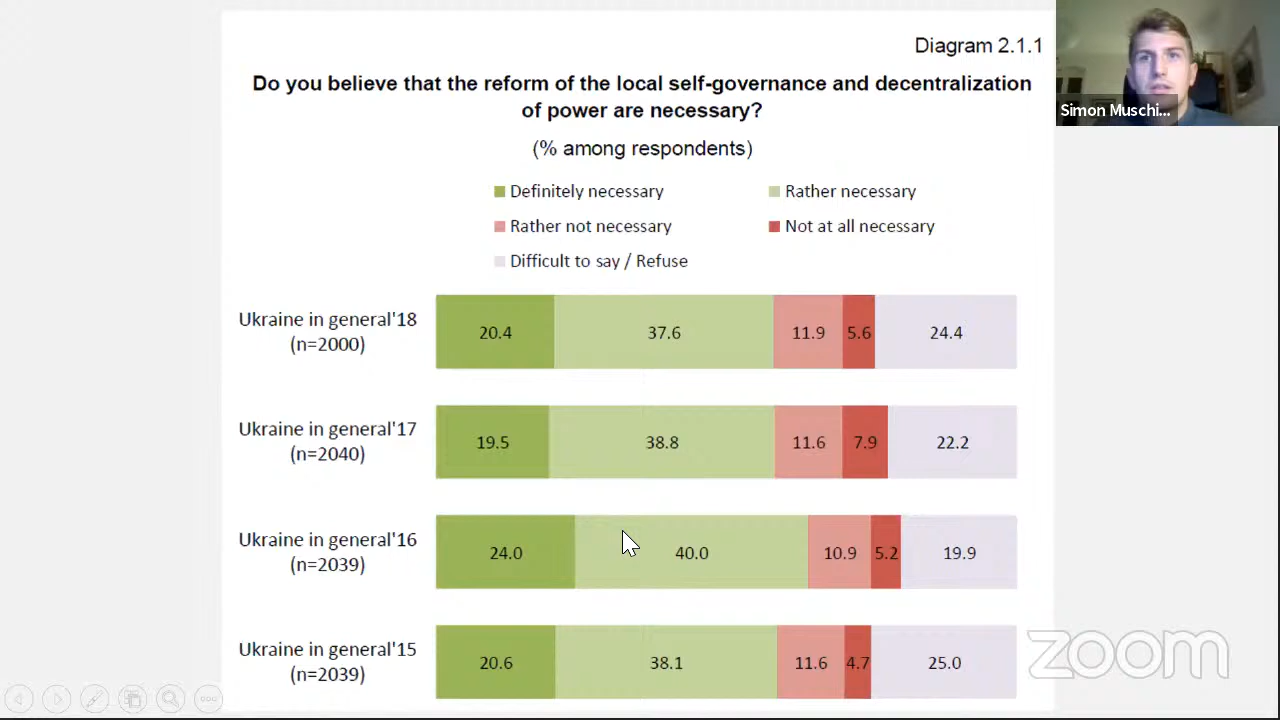 Diagram 2.1.1
Do you believe that the reform of the local self-governance and decentralization
of power are necessary?
(% among respondents)
Definitely necessary
Rather necessary
Rather not necessary
Not at all necessary
Difficult to say / Refuse
Ukraine in general'18
(n=2000)
20.4
37.6
11.9
5.6
24.4
Ukraine in general'17
(n=2040)
19.5
38.8
11.6
7.9
22.2
Ukraine in general'16
(n=2039)
24.0
40.0
10.9
5.2
19.9
Ukraine in general'15
(n=2039)
20.6
38.1
11.6
4.7
25.0
Simon Muschi...
zoom